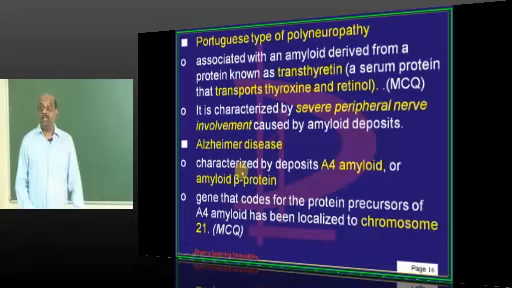 Portuguese type of polyneuropathy
associated with an amyloid derived from a
protein known as transthyretin (a serum protein
that transports thyroxine and retinol). .(MCQ)
It is characterized by severe peripheral nerve
involvement caused by amyloid deposits.
Alzheimer disease
characterized by deposits A4 amyloid, or
amyloid β-protein
gene that codes for the protein precursors of
A4 amyloid has been localized to chromosome
21. (MCQ)
Page 16